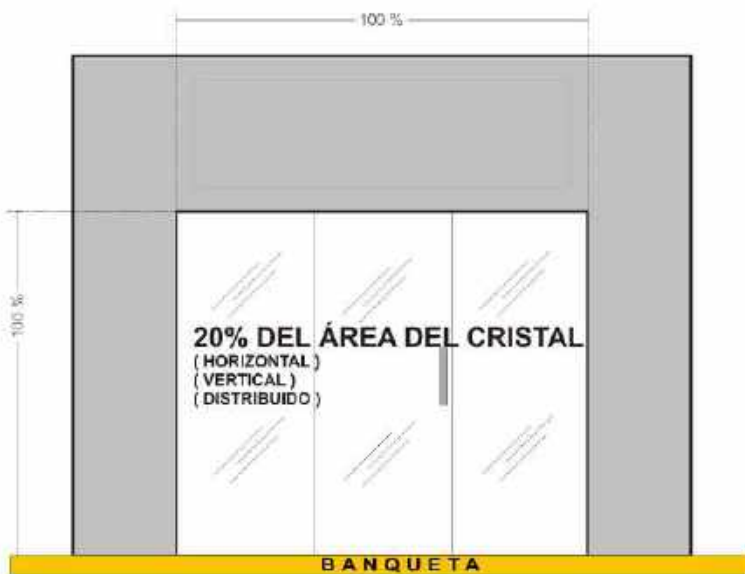 100 %
100 %
20% DEL ÁREA DEL CRISTAL
( HORIZONTAL )
( VERTICAL )
( DISTRIBUIDO )
BANQUETA